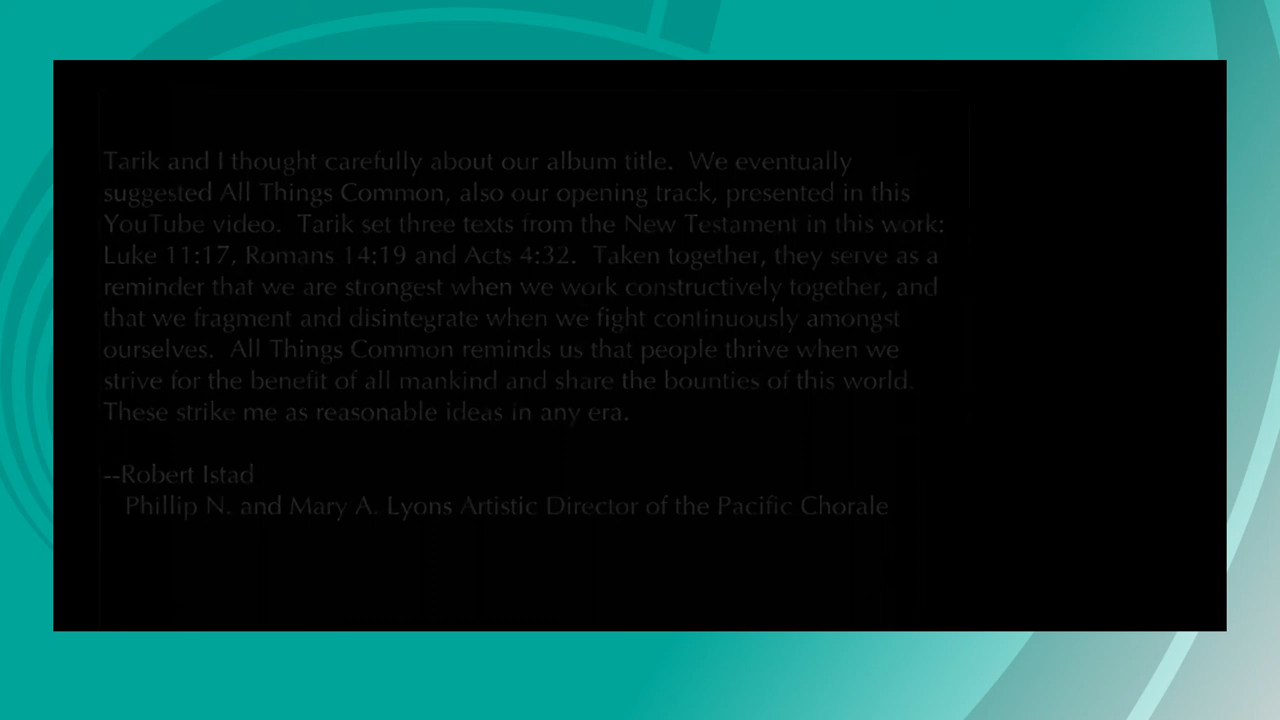 Tarik and I thought carefully about our album title.  We eventually
suggested All Things Common, also our opening track, presented in this
YouTube video.  Tarik set three texts from the New Testament in this work:
Luke 11:17, Romans 14:19 and Acts 4:32.  Taken together, they serve as a
reminder that we are strongest when we work constructively together, and
that we fragment and disintegrate when we fight continuously amongst
ourselves.  All Things Common reminds us that people thrive when we
strive for the benefit of all mankind and share the bounties of this world.
These strike me as reasonable ideas in any era.
--Robert Istad
Phillip N. and Mary A. Lyons Artistic Director of the Pacific Chorale